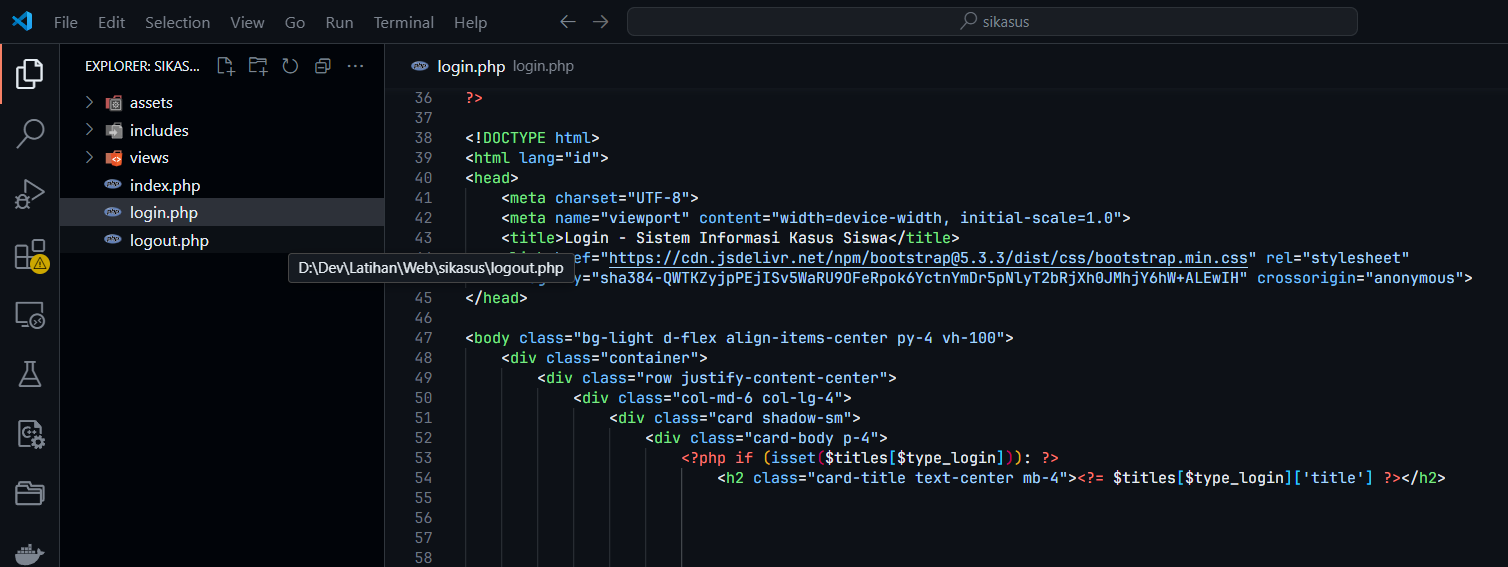 File Edit Selection View Go Run Terminal Help sikasus
EXPLORER: SIKAS...
assets
includes
views
php index.php
php login.php
php logout.php
D:\Dev\Latihan\Web\sikasus\logout.php
php login.php login.php
36 ?>
37
38 <!DOCTYPE html>
39 <html lang="id">
40 <head>
41 <meta charset="UTF-8">
42 <meta name="viewport" content="width=device-width, initial-scale=1.0">
43 <title>Login - Sistem Informasi Kasus Siswa</title>
ref="https://cdn.jsdelivr.net/npm/bootstrap@5.3.3/dist/css/bootstrap.min.css" rel="stylesheet"
y="sha384-QWTKZyjpPEjISv5WaRU9OFeRpok6YctnYmDr5pNlyT2bRjXh0JMhjY6hW+ALEwIH" crossorigin="anonymous">
45 </head>
46
47 <body class="bg-light d-flex align-items-center py-4 vh-100">
48 <div class="container">
49 <div class="row justify-content-center">
50 <div class="col-md-6 col-lg-4">
51 <div class="card shadow-sm">
52 <div class="card-body p-4">
53 <?php if (isset($titles[$type_login])): ?>
54 <h2 class="card-title text-center mb-4"><?= $titles[$type_login]['title'] ?></h2>
55
56
57
58